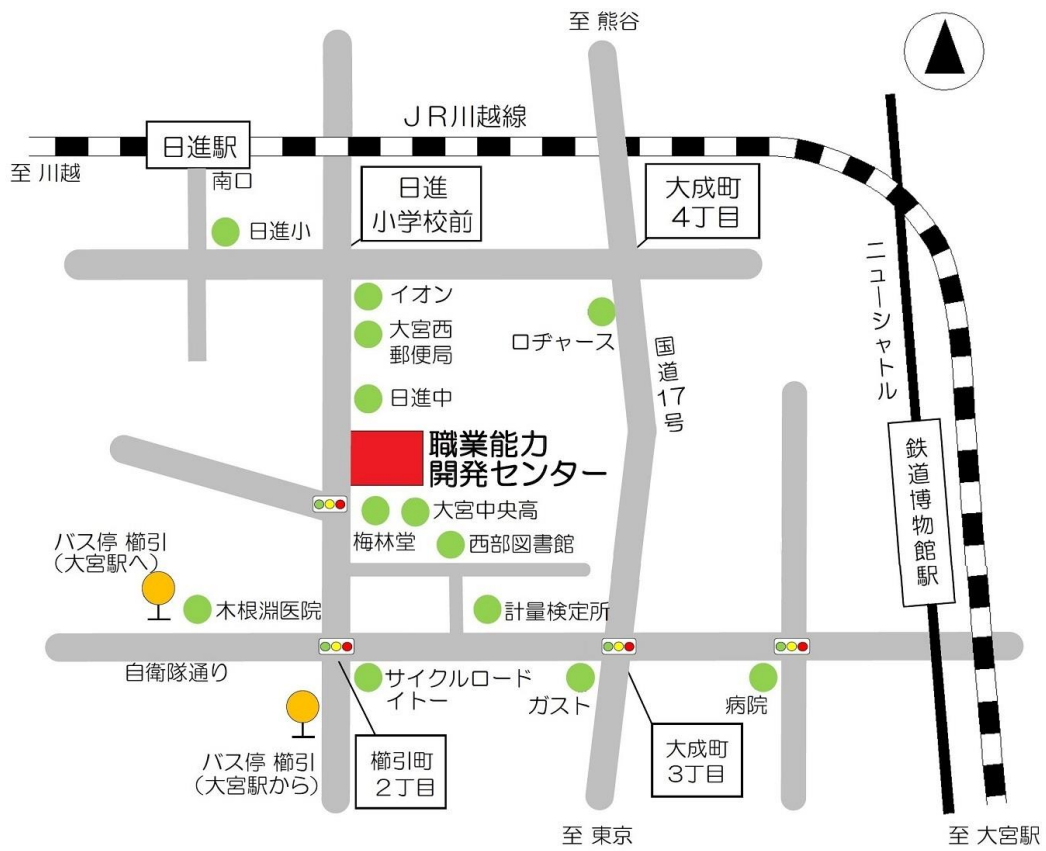 至 熊谷
JR川越線
日進駅
至 川越
南口
日進
小学校前
大成町
4丁目
日進小
ニューシャトル
イオン
大宮西
郵便局
ロヂャース
国道17号
日進中
職業能力
開発センター
鉄道博物館駅
大宮中央高
梅林堂
西部図書館
バス停 櫛引
(大宮駅へ)
木根淵医院
計量検定所
自衛隊通り
サイクルロード
イトー
ガスト
病院
バス停 櫛引
(大宮駅から)
櫛引町
2丁目
大成町
3丁目
至 東京
至 大宮駅